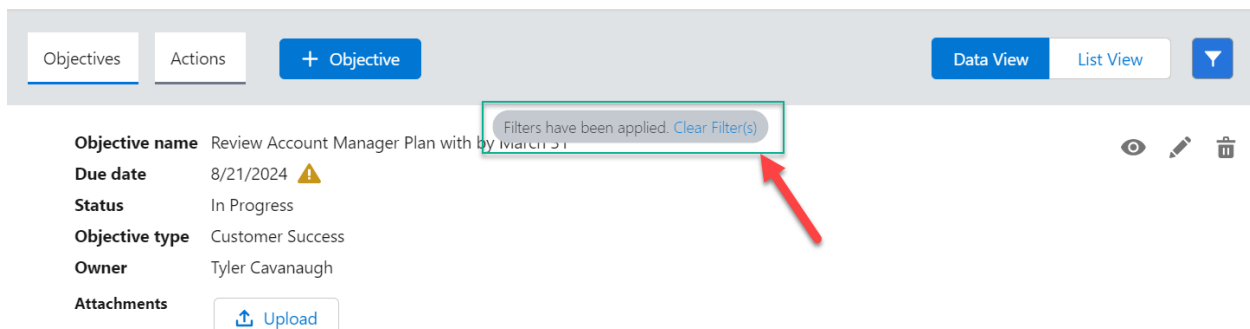 Objectives
Actions
+ Objective
Data View
List View
Filters have been applied. Clear Filter(s)
Objective name Review Account Manager Plan with by March 31
Due date 8/21/2024
Status In Progress
Objective type Customer Success
Owner Tyler Cavanaugh
Attachments
Upload